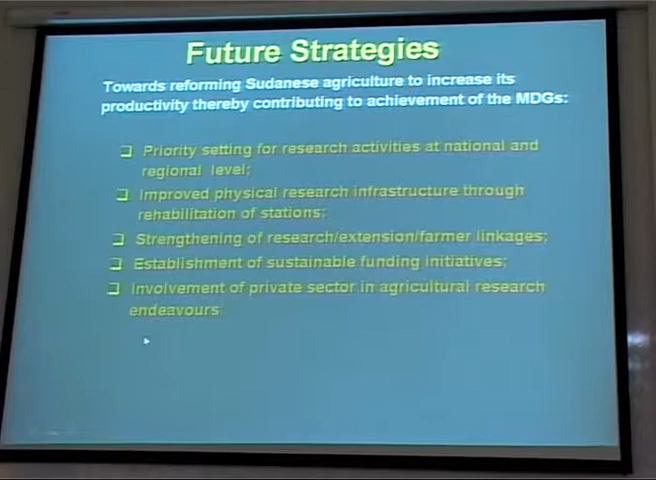 Future Strategies
Towards reforming Sudanese agriculture to increase its
productivity thereby contributing to achievement of the MDGs:
❑ Priority setting for research activities at national and
regional level;
❑ Improved physical research infrastructure through
rehabilitation of stations;
❑ Strengthening of research/extension/farmer linkages;
❑ Establishment of sustainable funding initiatives;
❑ Involvement of private sector in agricultural research
endeavours